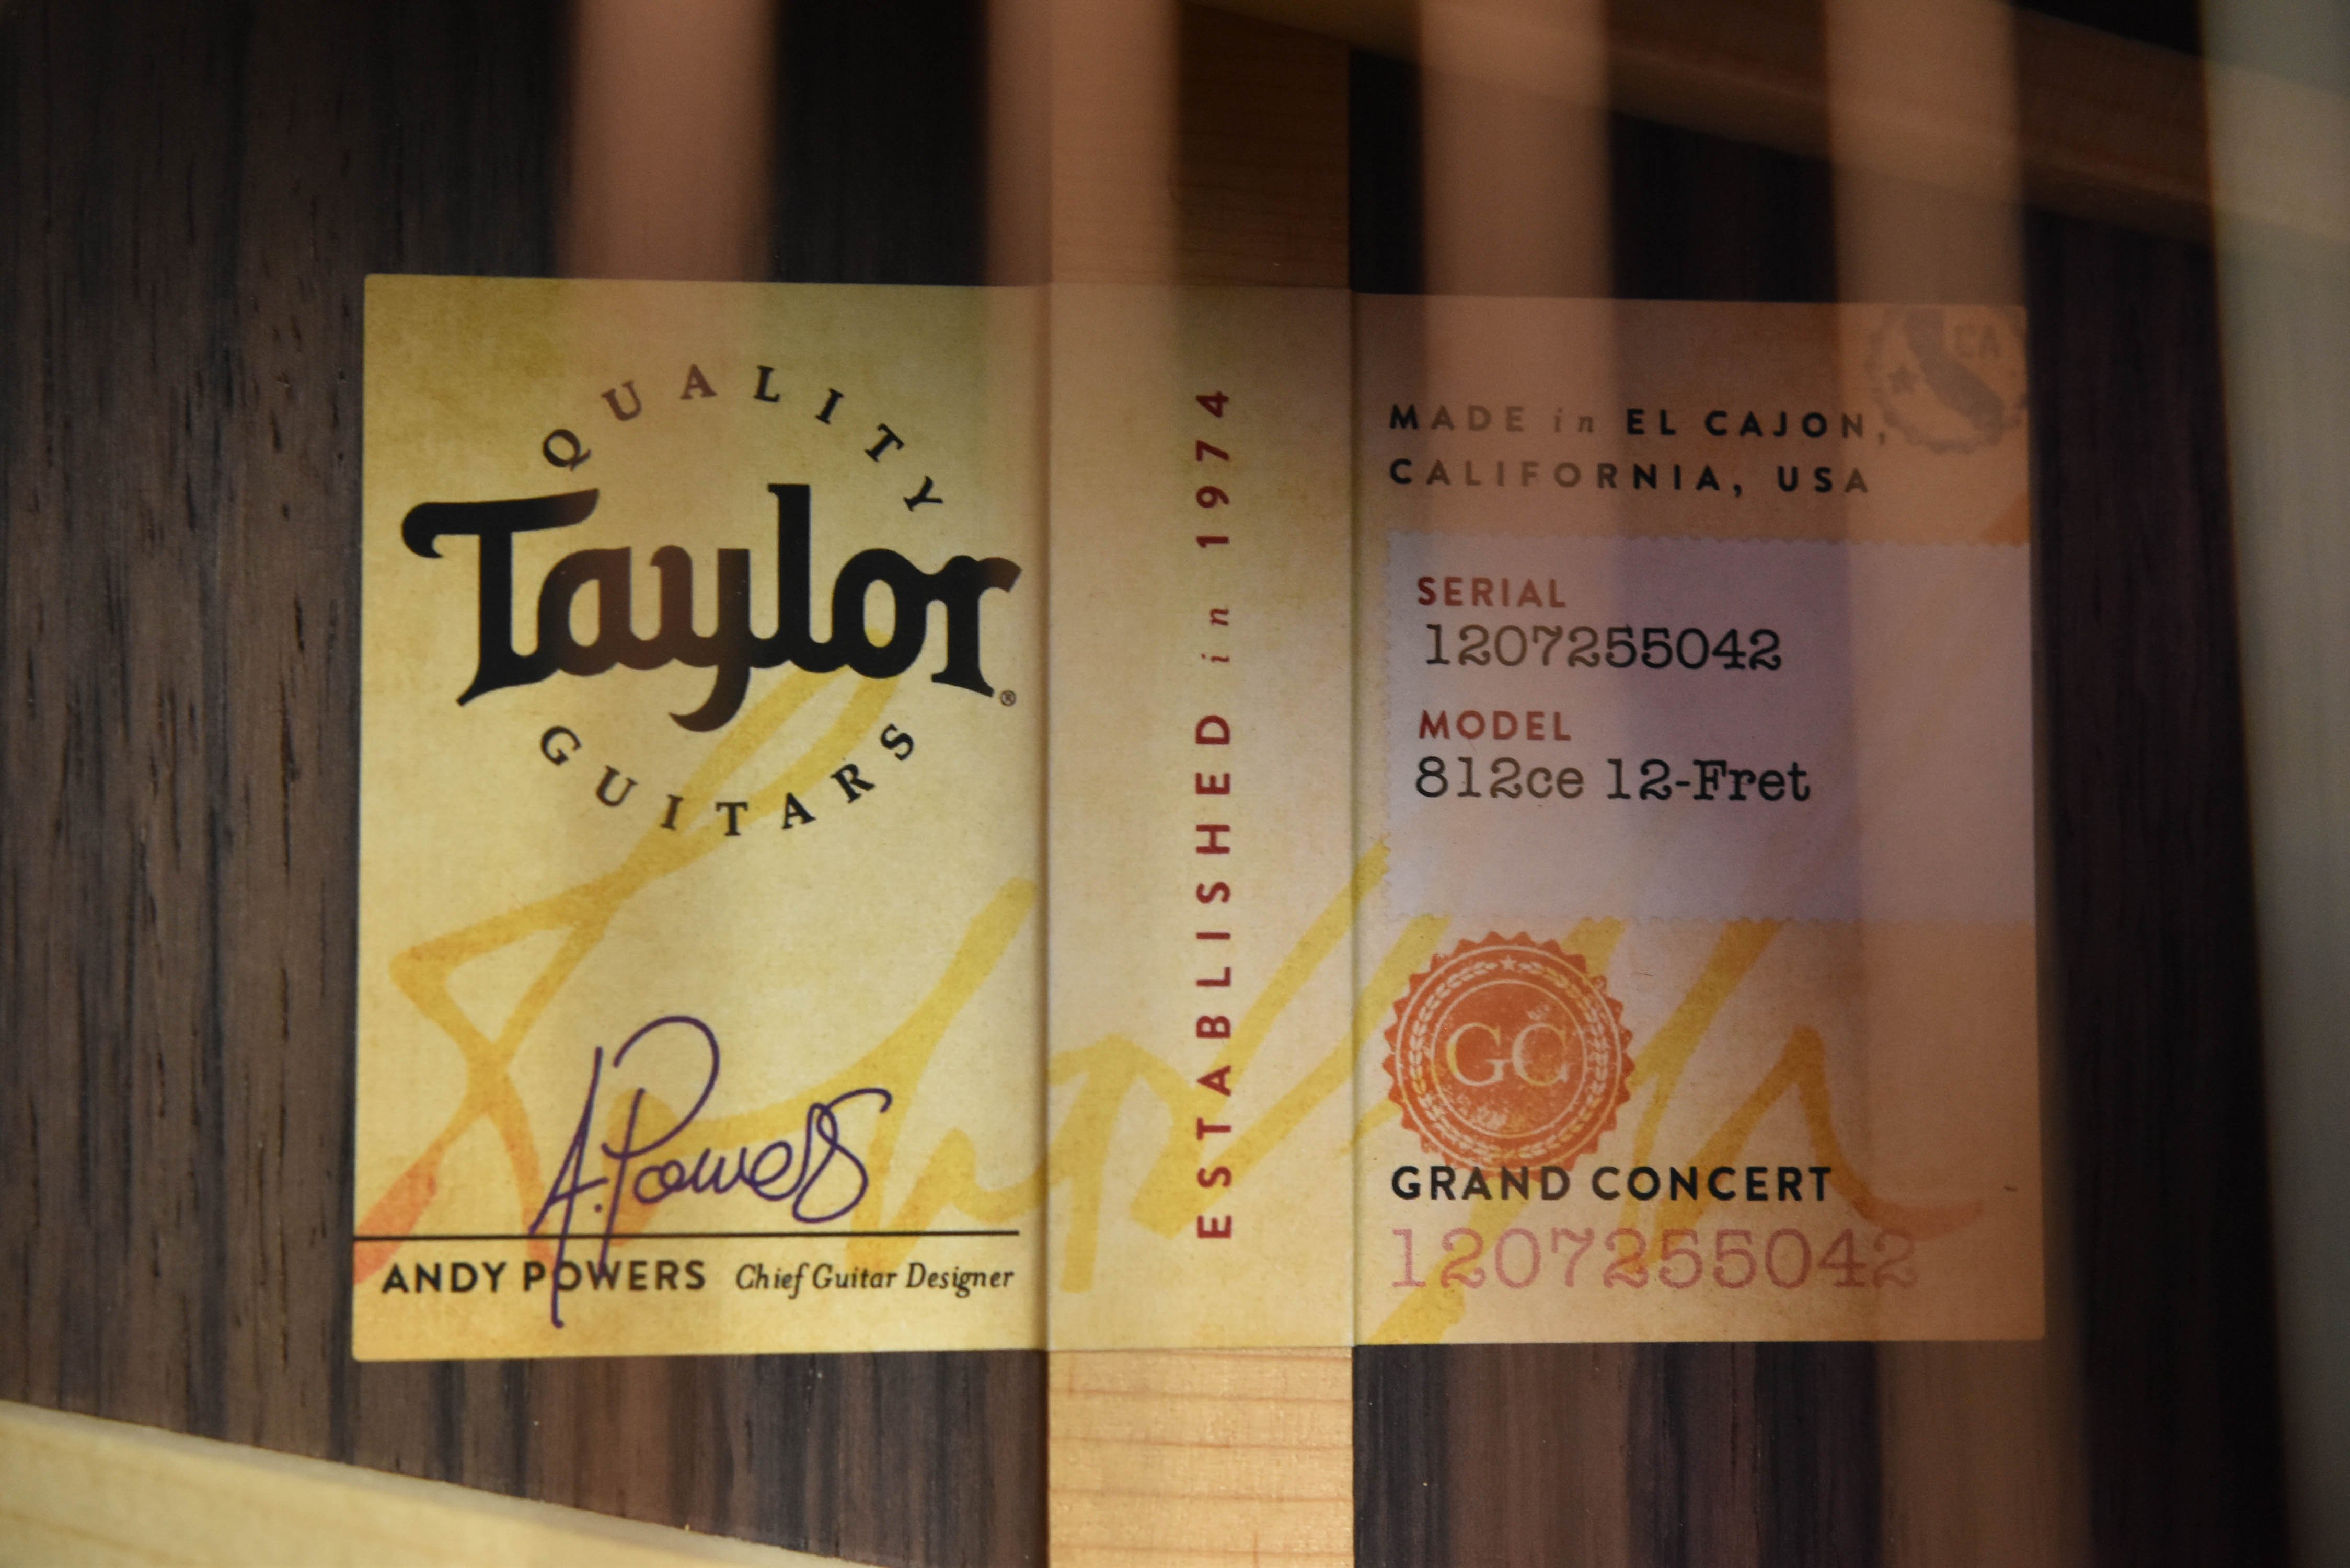 QUALITY
Taylor®
GUITARS
A. Powers
ANDY POWERS Chief Guitar Designer
ESTABLISHED in 1974
CA
MADE in EL CAJON,
CALIFORNIA, USA
SERIAL
1207255042
MODEL
812ce 12-Fret
GC
GRAND CONCERT
1207255042